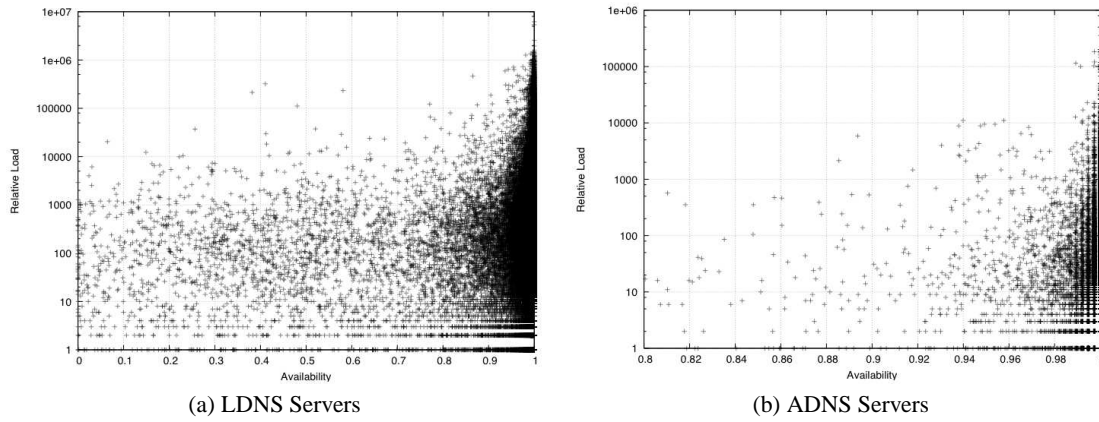 1e+07
1e+06
100000
10000
1000
100
10
1
Relative Load
0 0.1 0.2 0.3 0.4 0.5 0.6 0.7 0.8 0.9 1
Availability
(a) LDNS Servers
1e+06
100000
10000
1000
100
10
1
Relative Load
0.8 0.82 0.84 0.86 0.88 0.9 0.92 0.94 0.96 0.98
Availability
(b) ADNS Servers